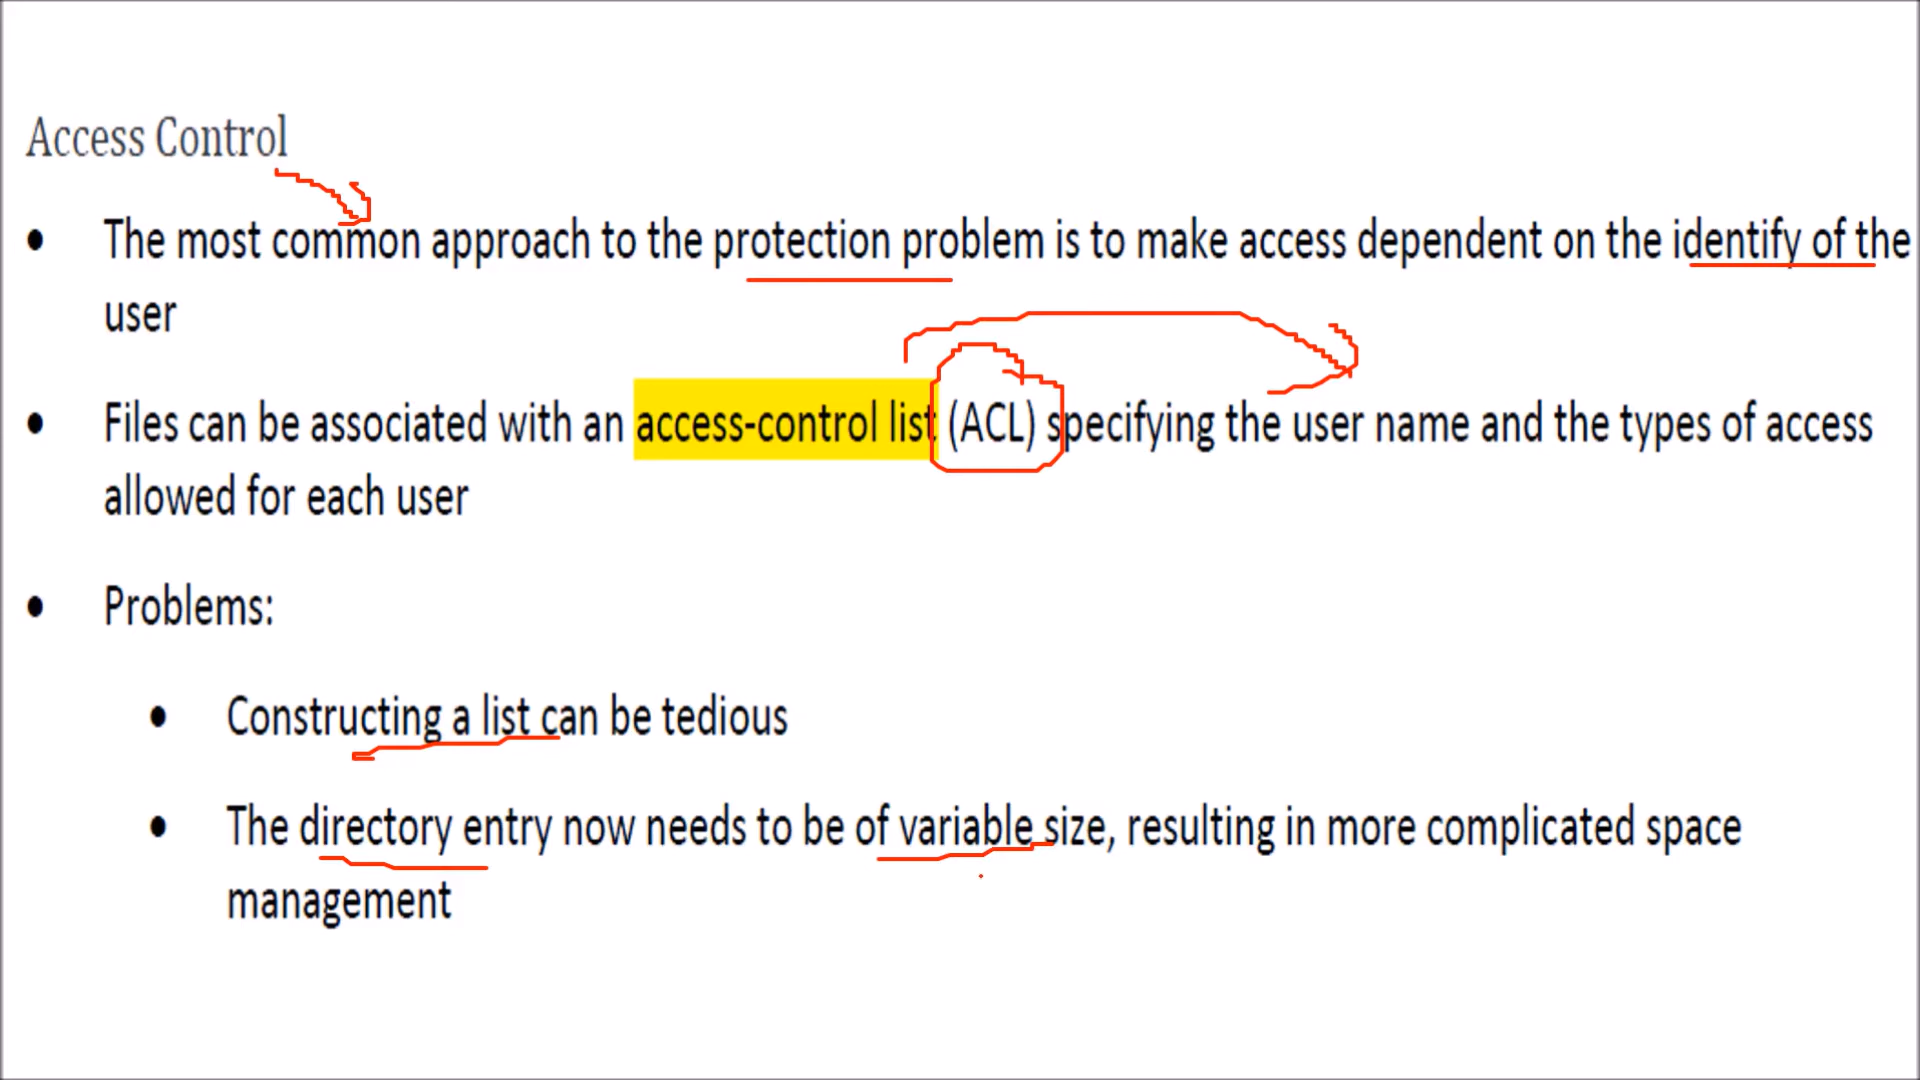 Access Control
• The most common approach to the protection problem is to make access dependent on the identify of the
user
• Files can be associated with an access-control list (ACL) specifying the user name and the types of access
allowed for each user
• Problems:
• Constructing a list can be tedious
• The directory entry now needs to be of variable size, resulting in more complicated space
management